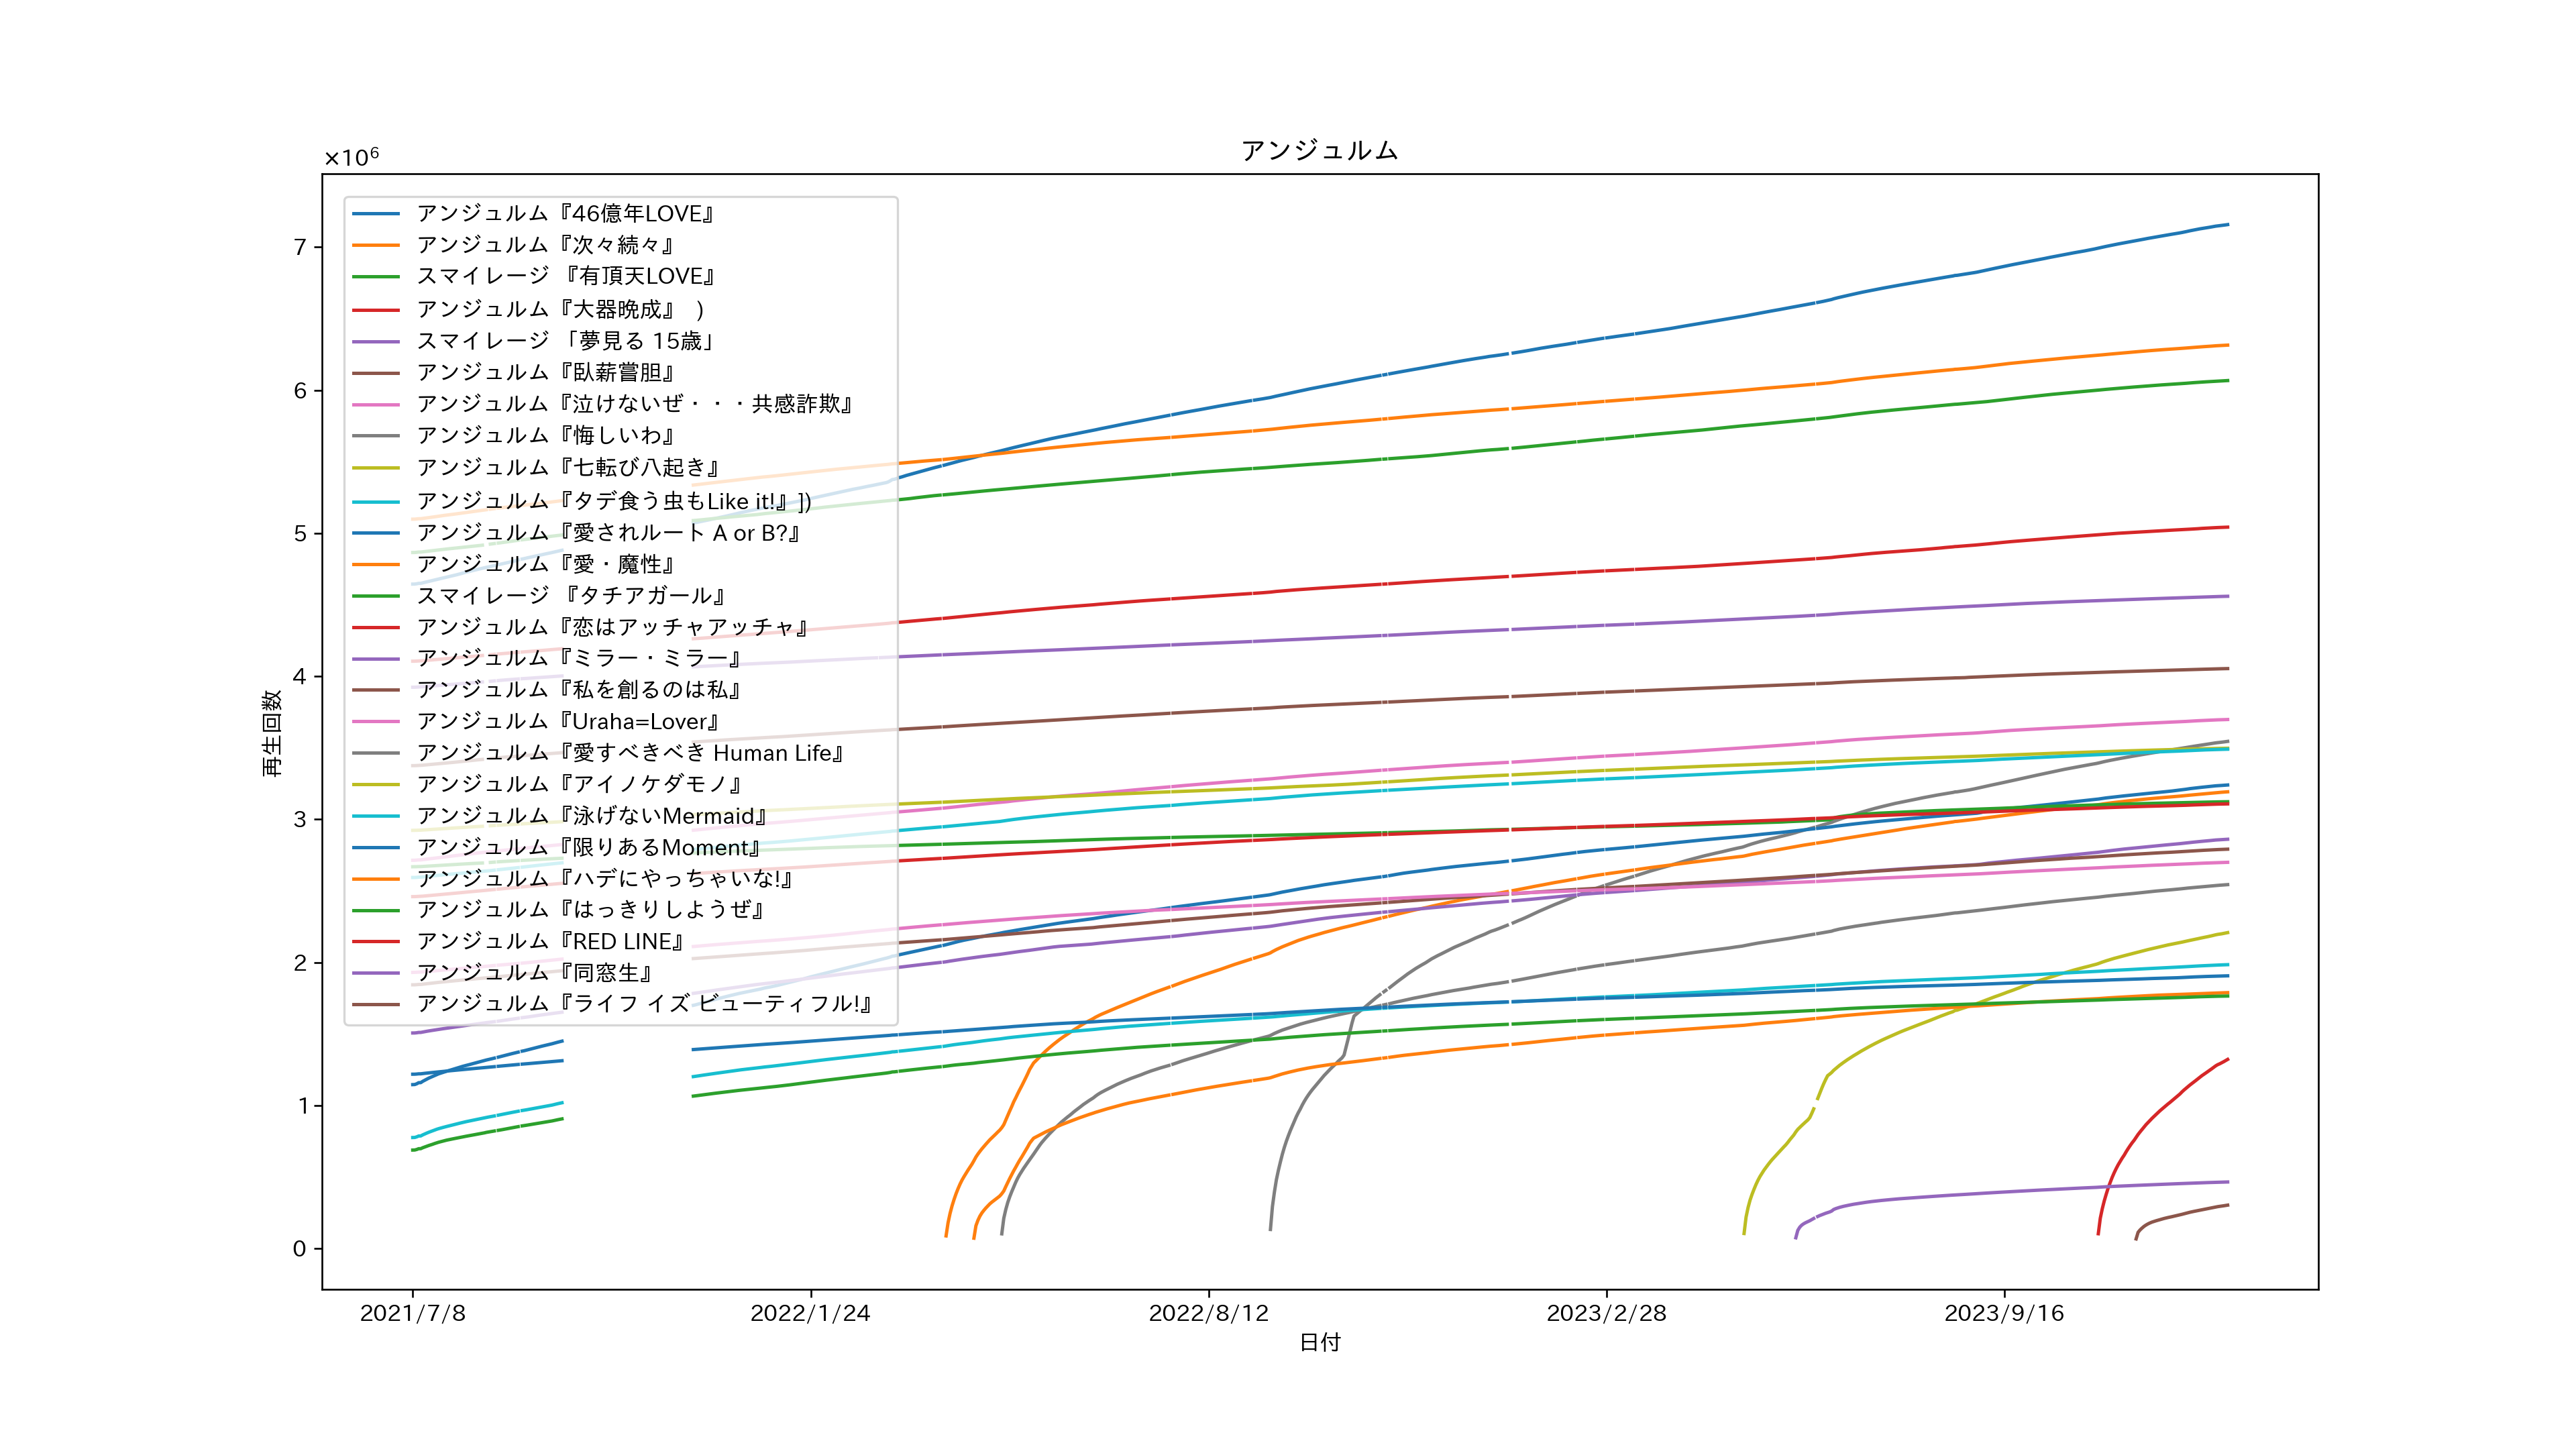 アンジュルム
×10⁶
アンジュルム『46億年LOVE』
アンジュルム『次々続々』
スマイレージ 『有頂天LOVE』
アンジュルム『大器晩成』 )
スマイレージ 「夢見る 15歳」
アンジュルム『臥薪嘗胆』
アンジュルム『泣けないぜ・・・共感詐欺』
アンジュルム『悔しいわ』
アンジュルム『七転び八起き』
アンジュルム『タデ食う虫もLike it!』])
アンジュルム『愛されルート A or B?』
アンジュルム『愛・魔性』
スマイレージ 『タチアガール』
アンジュルム『恋はアッチャアッチャ』
アンジュルム『ミラー・ミラー』
アンジュルム『私を創るのは私』
アンジュルム『Uraha=Lover』
アンジュルム『愛すべきべき Human Life』
アンジュルム『アイノケダモノ』
アンジュルム『泳げないMermaid』
アンジュルム『限りあるMoment』
アンジュルム『ハデにやっちゃいな!』
アンジュルム『はっきりしようぜ』
アンジュルム『RED LINE』
アンジュルム『同窓生』
アンジュルム『ライフ イズ ビューティフル!』
7
6
5
4
3
2
1
0
再生回数
2021/7/8
2022/1/24
2022/8/12
2023/2/28
2023/9/16
日付